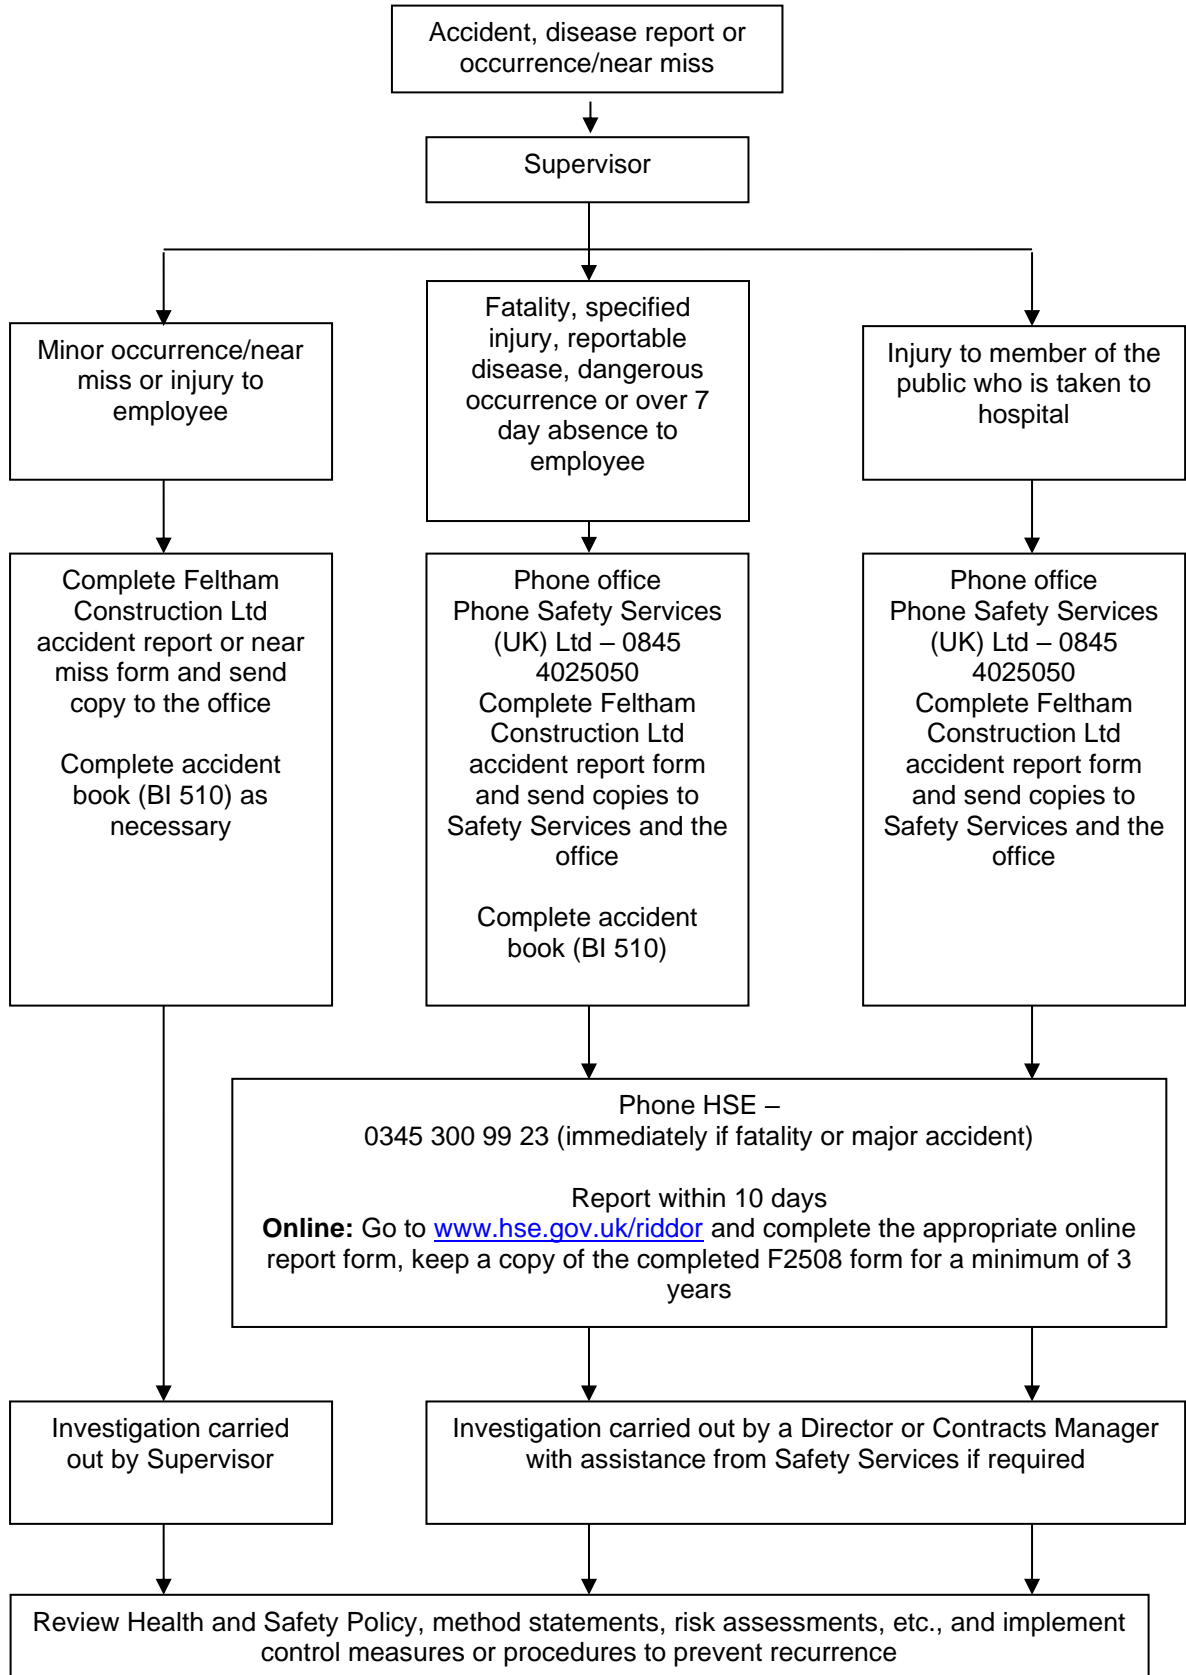 Accident, disease report or
occurrence/near miss
Supervisor
Minor occurrence/near
miss or injury to
employee
Fatality, specified
injury, reportable
disease, dangerous
occurrence or over 7
day absence to
employee
Injury to member of the
public who is taken to
hospital
Complete Feltham
Construction Ltd
accident report or near
miss form and send
copy to the office
Complete accident
book (BI 510) as
necessary
Phone office
Phone Safety Services
(UK) Ltd – 0845
4025050
Complete Feltham
Construction Ltd
accident report form
and send copies to
Safety Services and the
office
Complete accident
book (BI 510)
Phone office
Phone Safety Services
(UK) Ltd – 0845
4025050
Complete Feltham
Construction Ltd
accident report form
and send copies to
Safety Services and the
office
Phone HSE –
0345 300 99 23 (immediately if fatality or major accident)
Report within 10 days
Online: Go to www.hse.gov.uk/riddor and complete the appropriate online
report form, keep a copy of the completed F2508 form for a minimum of 3
years
Investigation carried
out by Supervisor
Investigation carried out by a Director or Contracts Manager
with assistance from Safety Services if required
Review Health and Safety Policy, method statements, risk assessments, etc., and implement
control measures or procedures to prevent recurrence